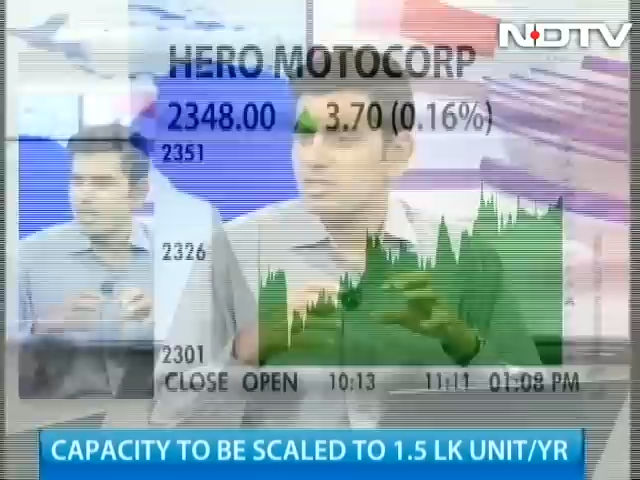 NDTV
HERO MOTOCORP
2348.00 ▲ 3.70 (0.16%)
2351
2326
2301
CLOSE OPEN 10:13 11:11 01:08 PM
CAPACITY TO BE SCALED TO 1.5 LK UNIT/YR